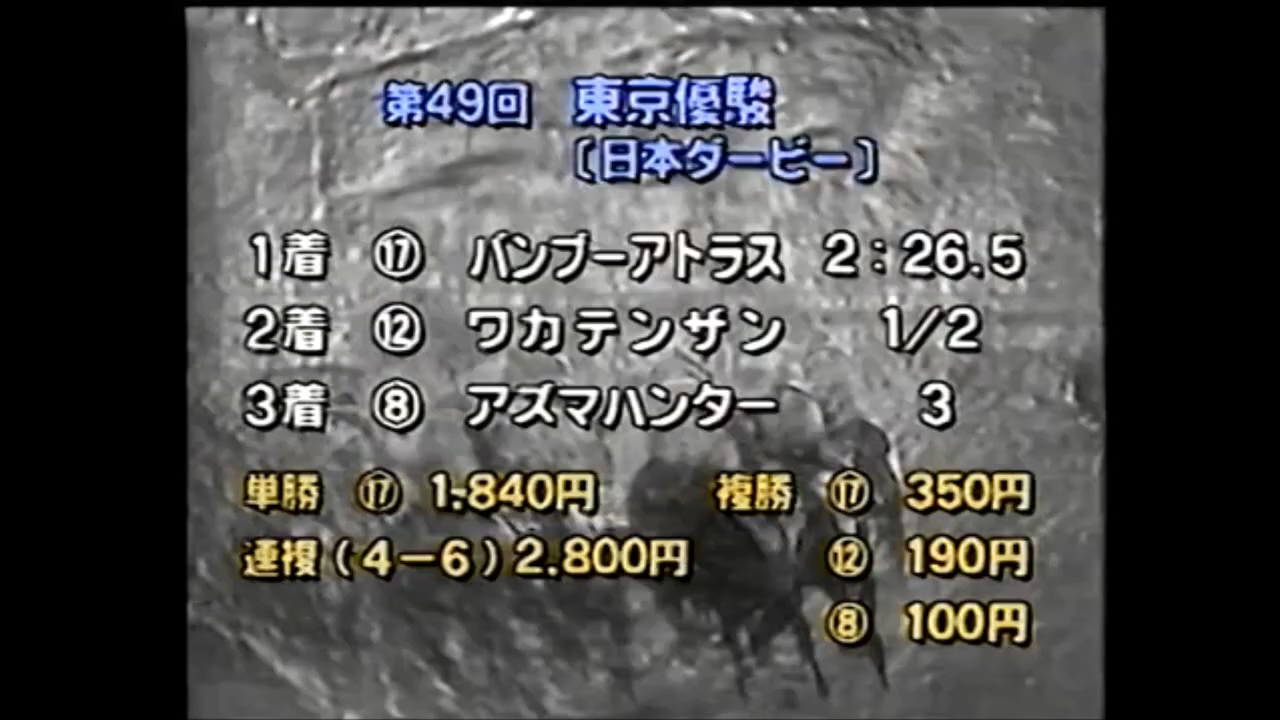 第49回 東京優駿
〔日本ダービー〕
1着 ⑰ バンブーアトラス 2:26.5
2着 ⑫ ワカテンザン 1/2
3着 ⑧ アズマハンター 3
単勝 ⑰ 1.840円 複勝 ⑰ 350円
連複(4-6)2.800円 ⑫ 190円
⑧ 100円